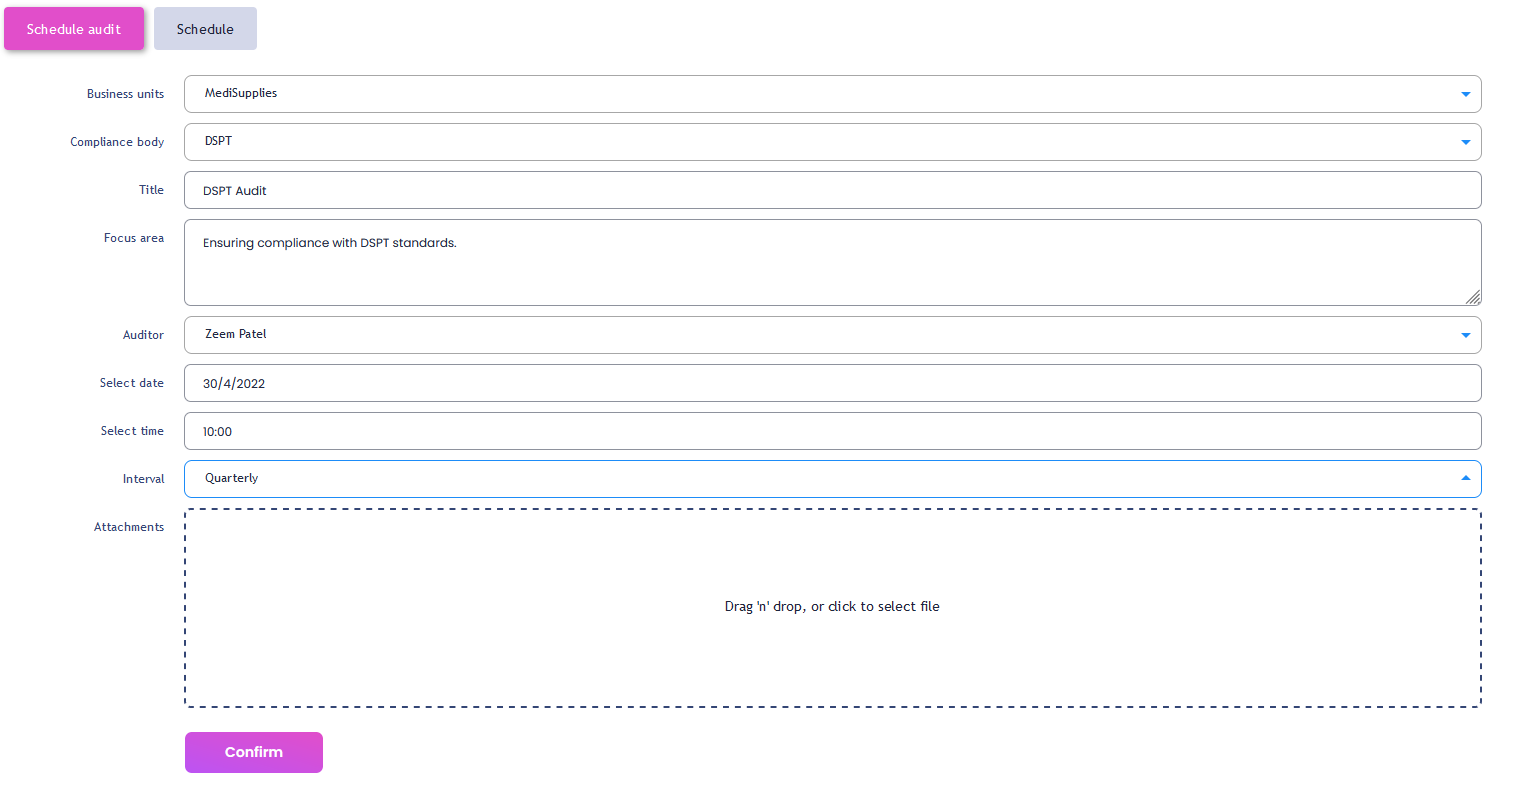 Schedule audit
Schedule
Business units
MediSupplies
Compliance body
DSPT
Title
DSPT Audit
Focus area
Ensuring compliance with DSPT standards.
Auditor
Zeem Patel
Select date
30/4/2022
Select time
10:00
Interval
Quarterly
Attachments
Drag 'n' drop, or click to select file
Confirm